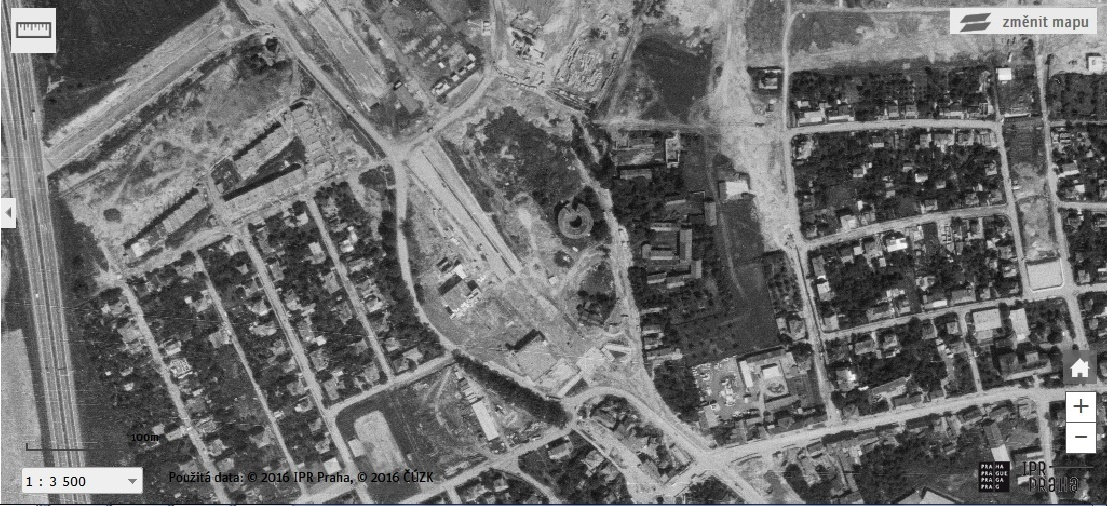 změnit mapu
100m
1 : 3 500
Použitá data: © 2016 IPR Praha, © 2016 ČÚZK
PRAHA
PRAGUE
PRAGA
PRAG
IPR
PRAHA